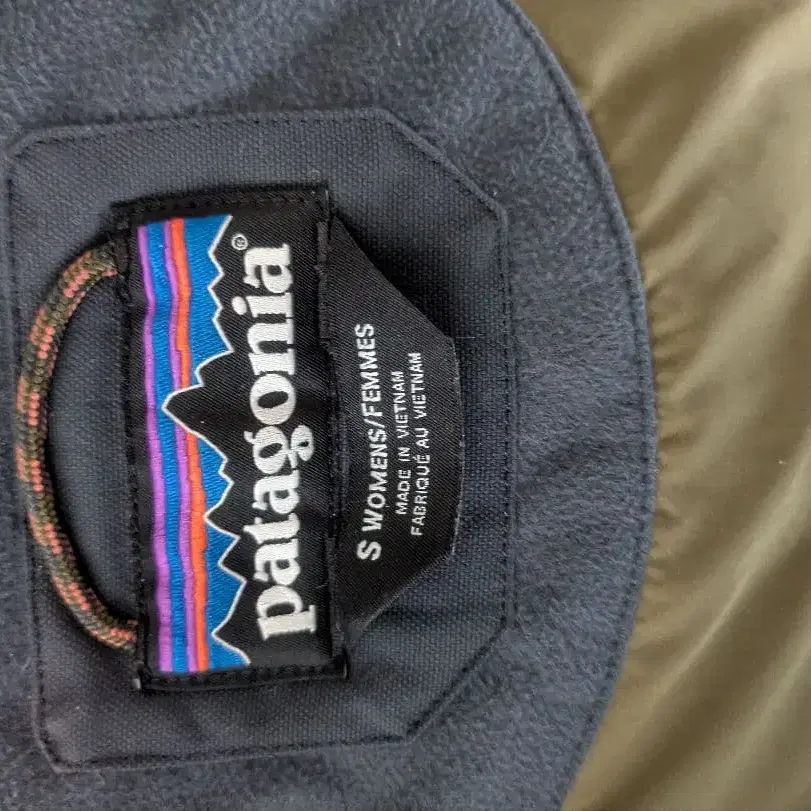 patagonia®
S WOMENS/FEMMES
MADE IN VIETNAM
FABRIQUÉ AU VIETNAM